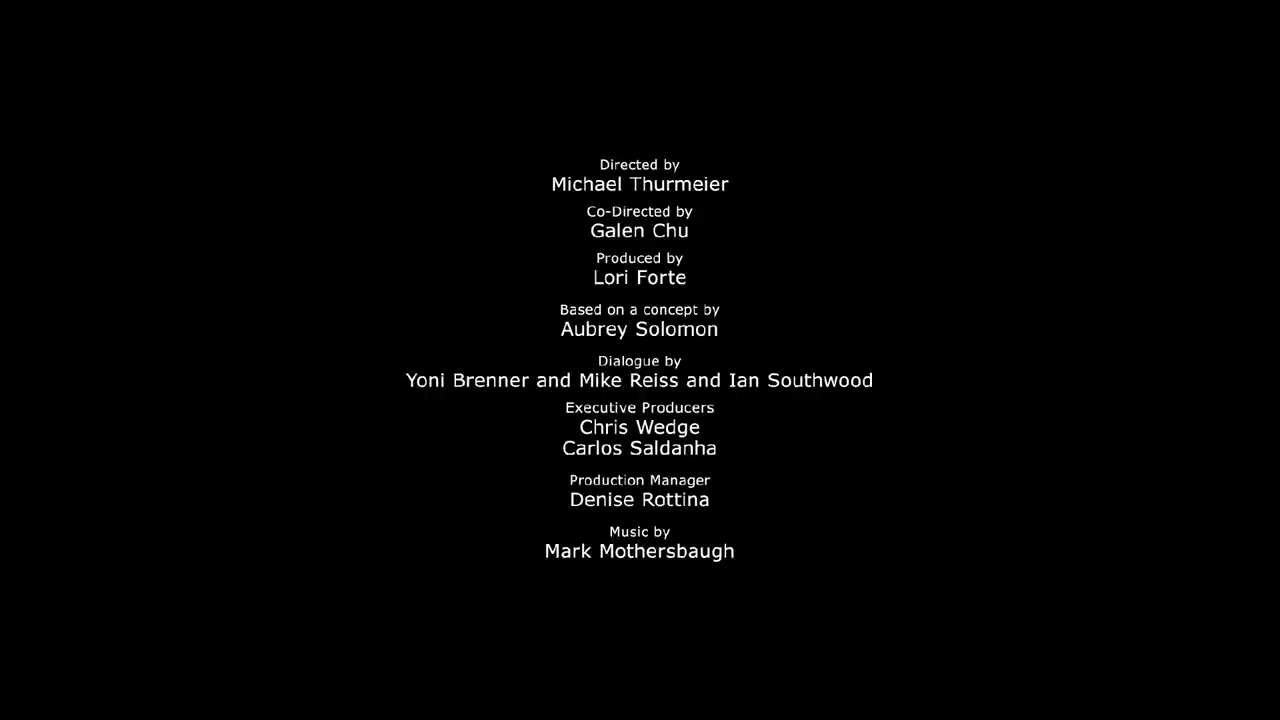 Directed by
Michael Thurmeier
Co-Directed by
Galen Chu
Produced by
Lori Forte
Based on a concept by
Aubrey Solomon
Dialogue by
Yoni Brenner and Mike Reiss and Ian Southwood
Executive Producers
Chris Wedge
Carlos Saldanha
Production Manager
Denise Rottina
Music by
Mark Mothersbaugh